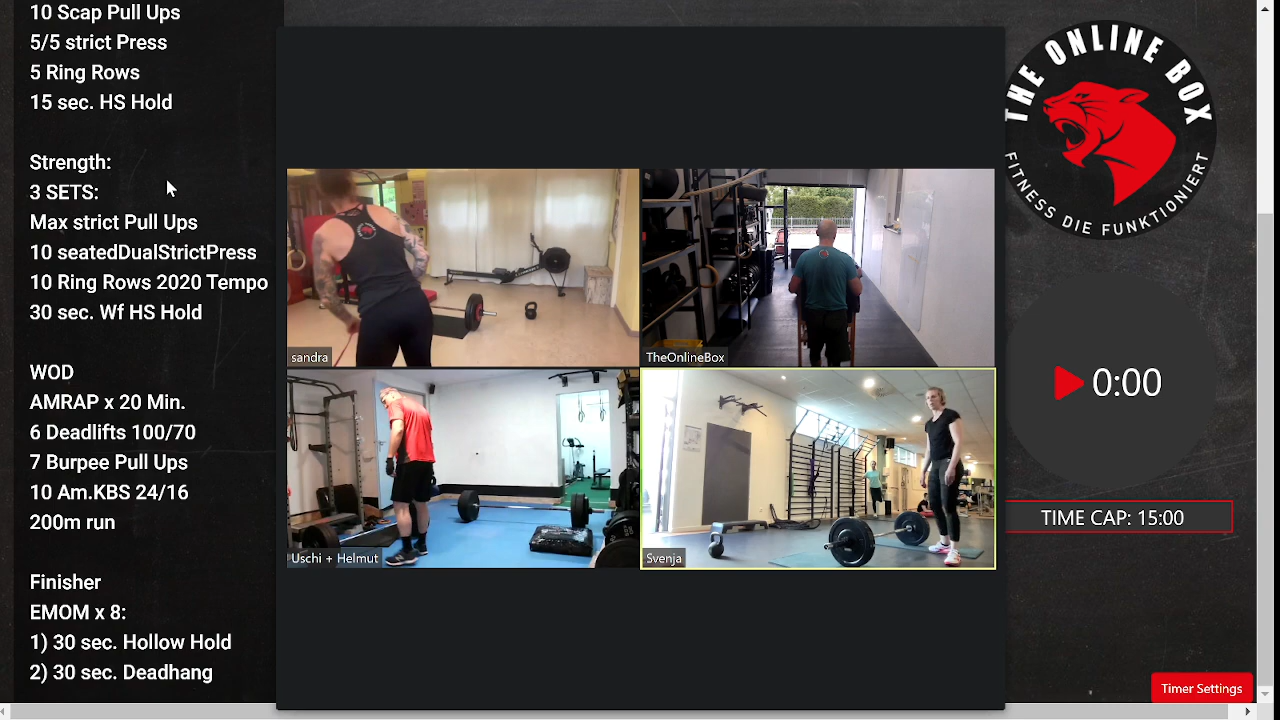 10 Scap Pull Ups
5/5 strict Press
5 Ring Rows
15 sec. HS Hold
Strength:
3 SETS:
Max strict Pull Ups
10 seatedDualStrictPress
10 Ring Rows 2020 Tempo
30 sec. Wf HS Hold
WOD
AMRAP x 20 Min.
6 Deadlifts 100/70
7 Burpee Pull Ups
10 Am.KBS 24/16
200m run
Finisher
EMOM x 8:
1) 30 sec. Hollow Hold
2) 30 sec. Deadhang
sandra
TheOnlineBox
Uschi + Helmut
Svenja
THE ONLINE BOX
FITNESS DIE FUNKTIONIERT
0:00
TIME CAP: 15:00
Timer Settings